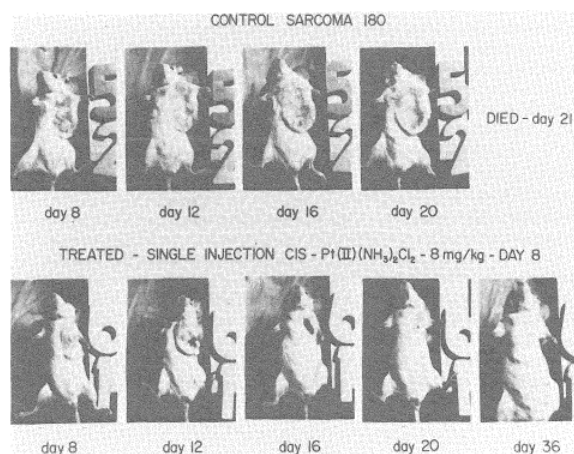 CONTROL SARCOMA 180
DIED - day 21
day 8 day 12 day 16 day 20
TREATED - SINGLE INJECTION CIS - Pt(II)(NH₃)₂Cl₂ - 8 mg/kg - DAY 8
day 8 day 12 day 16 day 20 day 36